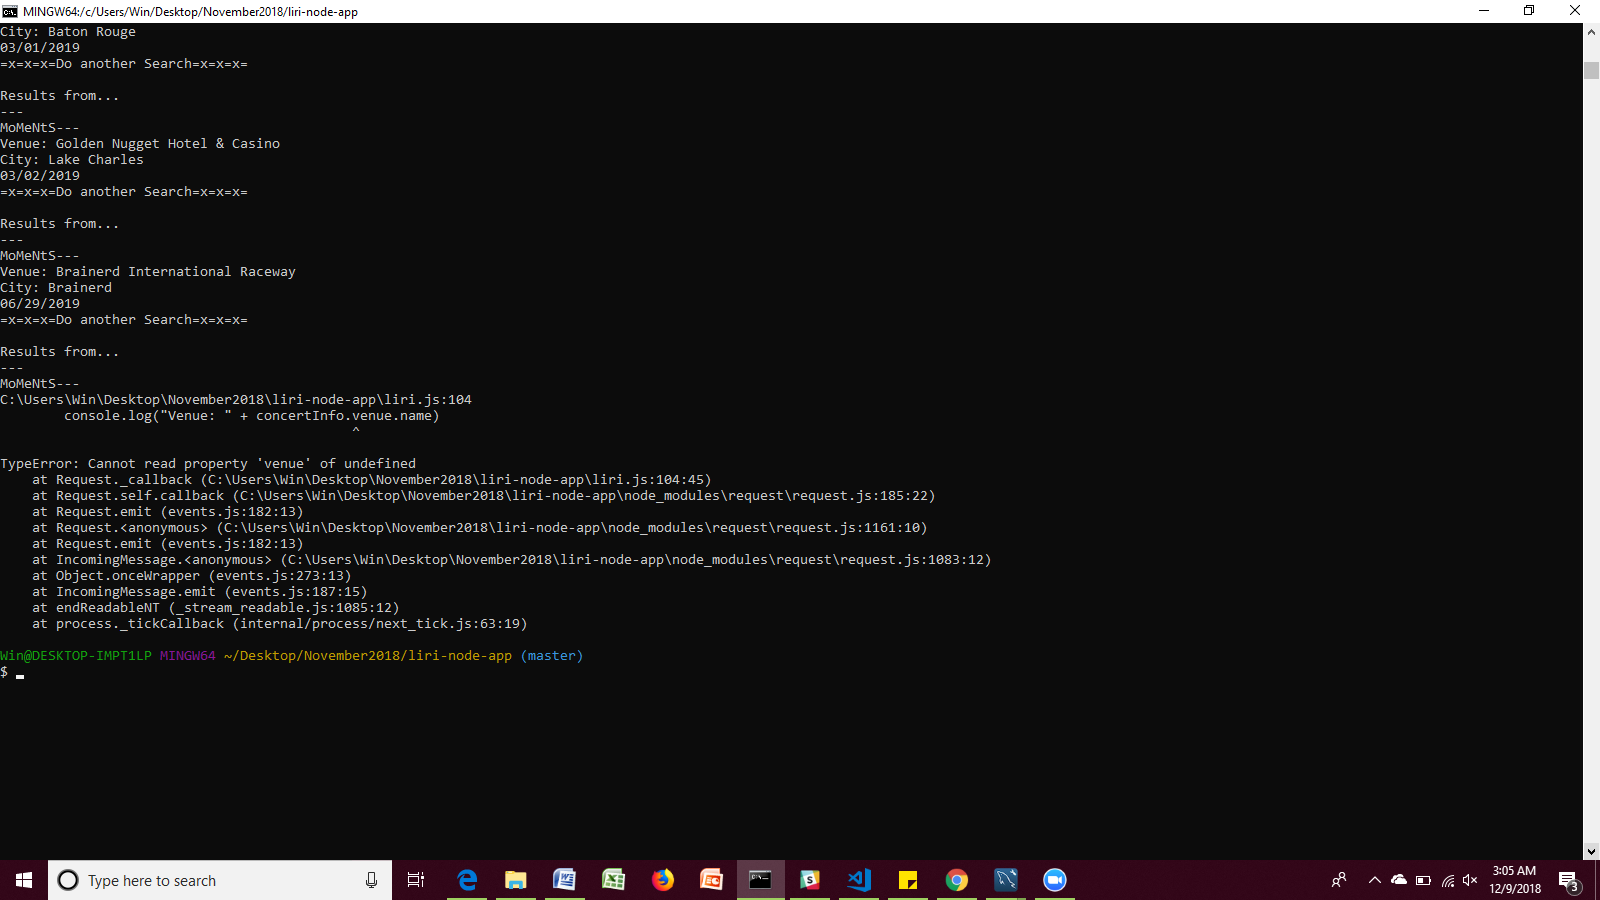 MINGW64:/c/Users/Win/Desktop/November2018/liri-node-app
City: Baton Rouge
03/01/2019
=x=x=x=Do another Search=x=x=x=
Results from...
---
MoMeNtS---
Venue: Golden Nugget Hotel & Casino
City: Lake Charles
03/02/2019
=x=x=x=Do another Search=x=x=x=
Results from...
---
MoMeNtS---
Venue: Brainerd International Raceway
City: Brainerd
06/29/2019
=x=x=x=Do another Search=x=x=x=
Results from...
---
MoMeNtS---
C:\Users\Win\Desktop\November2018\liri-node-app\liri.js:104
        console.log("Venue: " + concertInfo.venue.name)
                                            ^
TypeError: Cannot read property 'venue' of undefined
    at Request._callback (C:\Users\Win\Desktop\November2018\liri-node-app\liri.js:104:45)
    at Request.self.callback (C:\Users\Win\Desktop\November2018\liri-node-app\node_modules\request\request.js:185:22)
    at Request.emit (events.js:182:13)
    at Request.<anonymous> (C:\Users\Win\Desktop\November2018\liri-node-app\node_modules\request\request.js:1161:10)
    at Request.emit (events.js:182:13)
    at IncomingMessage.<anonymous> (C:\Users\Win\Desktop\November2018\liri-node-app\node_modules\request\request.js:1083:12)
    at Object.onceWrapper (events.js:273:13)
    at IncomingMessage.emit (events.js:187:15)
    at endReadableNT (_stream_readable.js:1085:12)
    at process._tickCallback (internal/process/next_tick.js:63:19)
Win@DESKTOP-IMPT1LP MINGW64 ~/Desktop/November2018/liri-node-app (master)
$
Type here to search
3:05 AM
12/9/2018
3